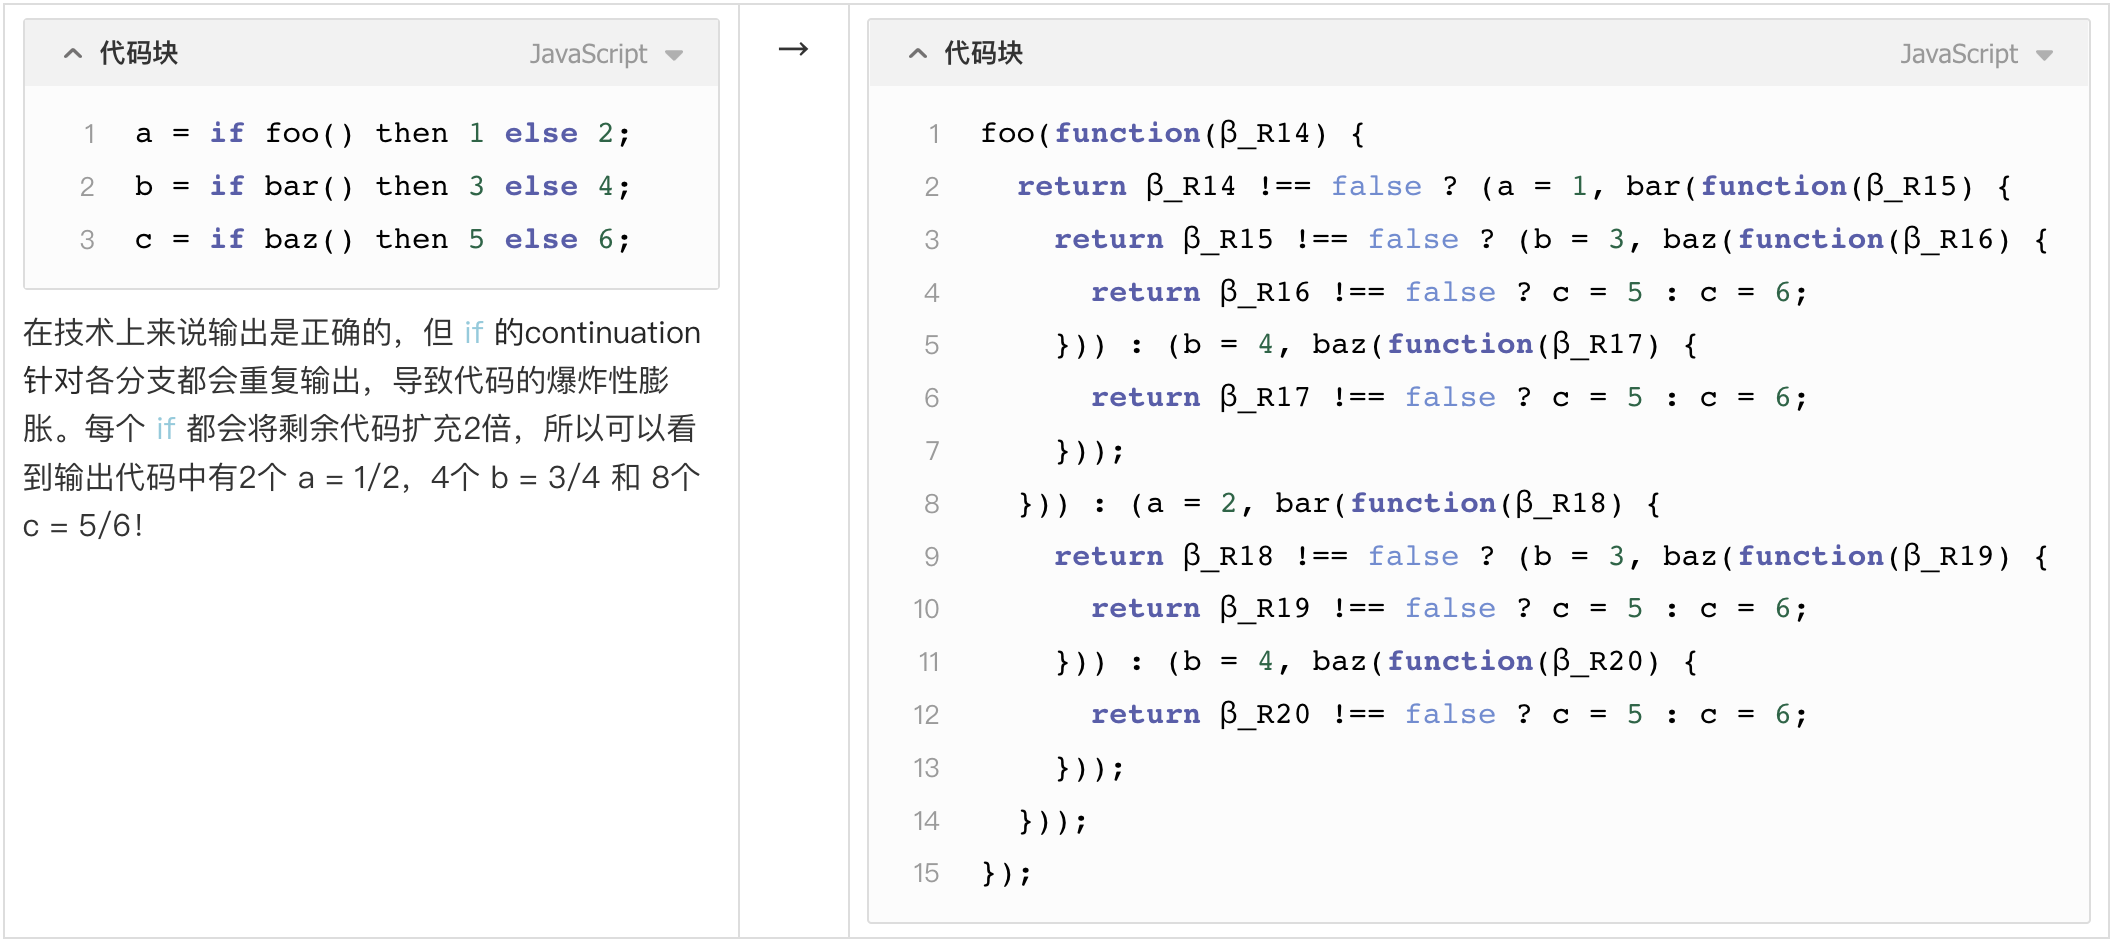 代码块 JavaScript
1 a = if foo() then 1 else 2;
2 b = if bar() then 3 else 4;
3 c = if baz() then 5 else 6;
在技术上来说输出是正确的，但 if 的continuation
针对各分支都会重复输出，导致代码的爆炸性膨
胀。每个 if 都会将剩余代码扩充2倍，所以可以看
到输出代码中有2个 a = 1/2，4个 b = 3/4 和 8个
c = 5/6！
→
代码块 JavaScript
1 foo(function(β_R14) {
2   return β_R14 !== false ? (a = 1, bar(function(β_R15) {
3     return β_R15 !== false ? (b = 3, baz(function(β_R16) {
4       return β_R16 !== false ? c = 5 : c = 6;
5     })) : (b = 4, baz(function(β_R17) {
6       return β_R17 !== false ? c = 5 : c = 6;
7     }));
8   })) : (a = 2, bar(function(β_R18) {
9     return β_R18 !== false ? (b = 3, baz(function(β_R19) {
10       return β_R19 !== false ? c = 5 : c = 6;
11     })) : (b = 4, baz(function(β_R20) {
12       return β_R20 !== false ? c = 5 : c = 6;
13     }));
14   }));
15 });